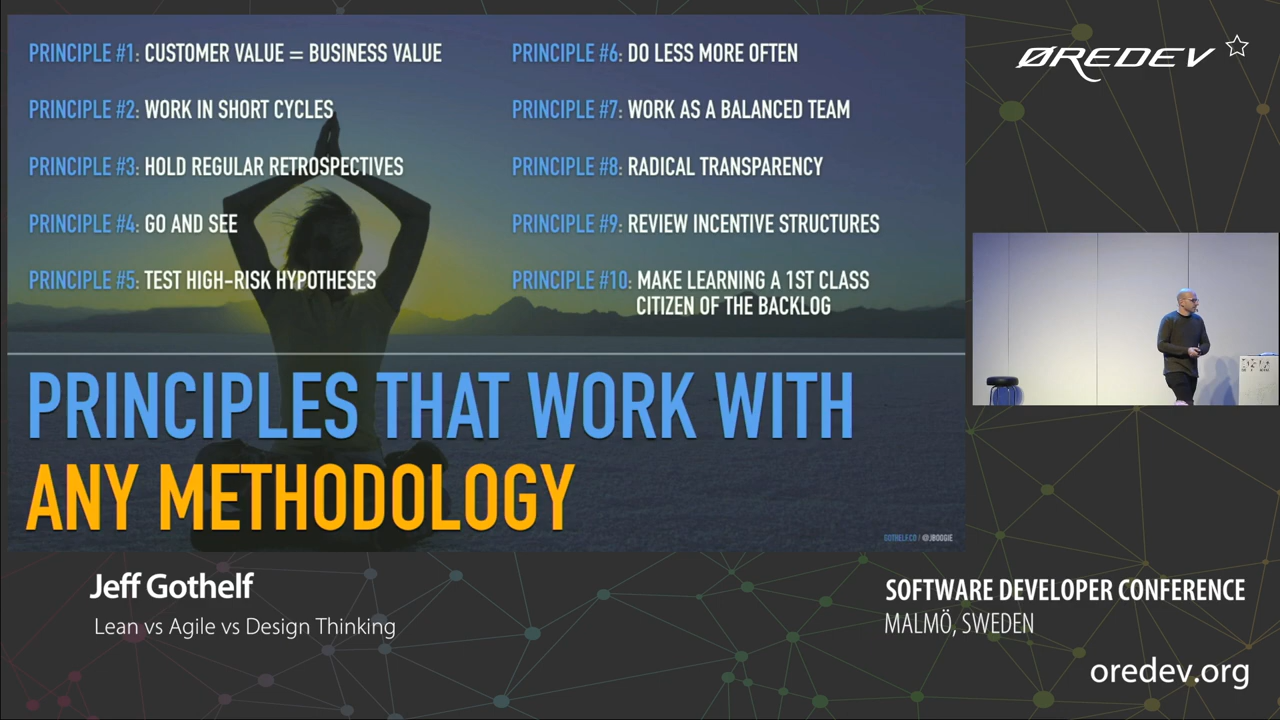 PRINCIPLE #1: CUSTOMER VALUE = BUSINESS VALUE
PRINCIPLE #2: WORK IN SHORT CYCLES
PRINCIPLE #3: HOLD REGULAR RETROSPECTIVES
PRINCIPLE #4: GO AND SEE
PRINCIPLE #5: TEST HIGH-RISK HYPOTHESES
PRINCIPLE #6: DO LESS MORE OFTEN
PRINCIPLE #7: WORK AS A BALANCED TEAM
PRINCIPLE #8: RADICAL TRANSPARENCY
PRINCIPLE #9: REVIEW INCENTIVE STRUCTURES
PRINCIPLE #10: MAKE LEARNING A 1ST CLASS
CITIZEN OF THE BACKLOG
PRINCIPLES THAT WORK WITH
ANY METHODOLOGY
GOTHELF.CO / @JBOOGIE
ØREDEV
Jeff Gothelf
Lean vs Agile vs Design Thinking
SOFTWARE DEVELOPER CONFERENCE
MALMÖ, SWEDEN
oredev.org